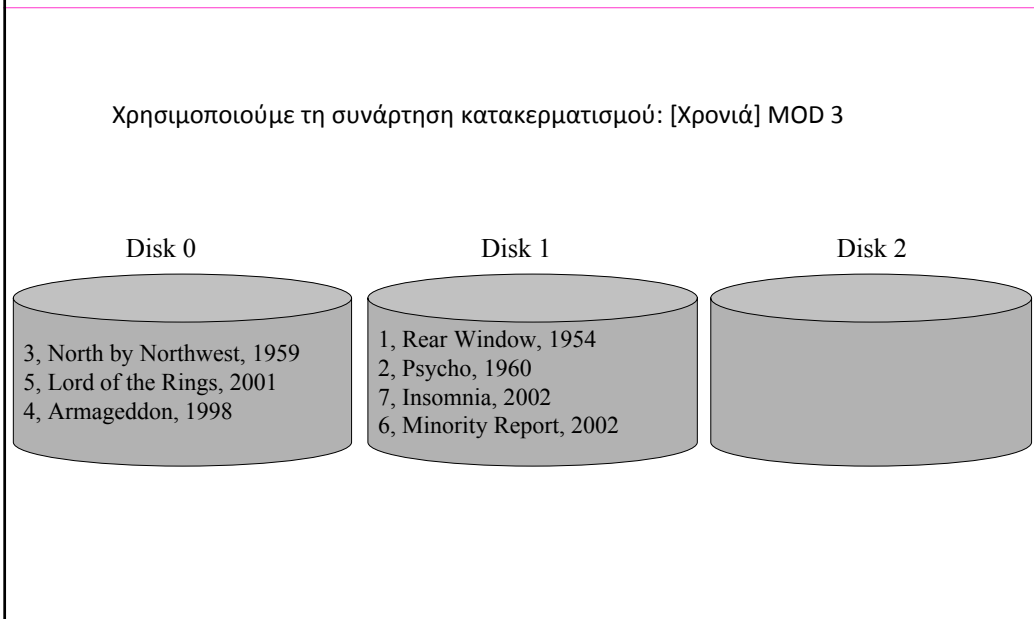 Χρησιμοποιούμε τη συνάρτηση κατακερματισμού: [Χρονιά] MOD 3
Disk 0
Disk 1
Disk 2
3, North by Northwest, 1959
5, Lord of the Rings, 2001
4, Armageddon, 1998
1, Rear Window, 1954
2, Psycho, 1960
7, Insomnia, 2002
6, Minority Report, 2002